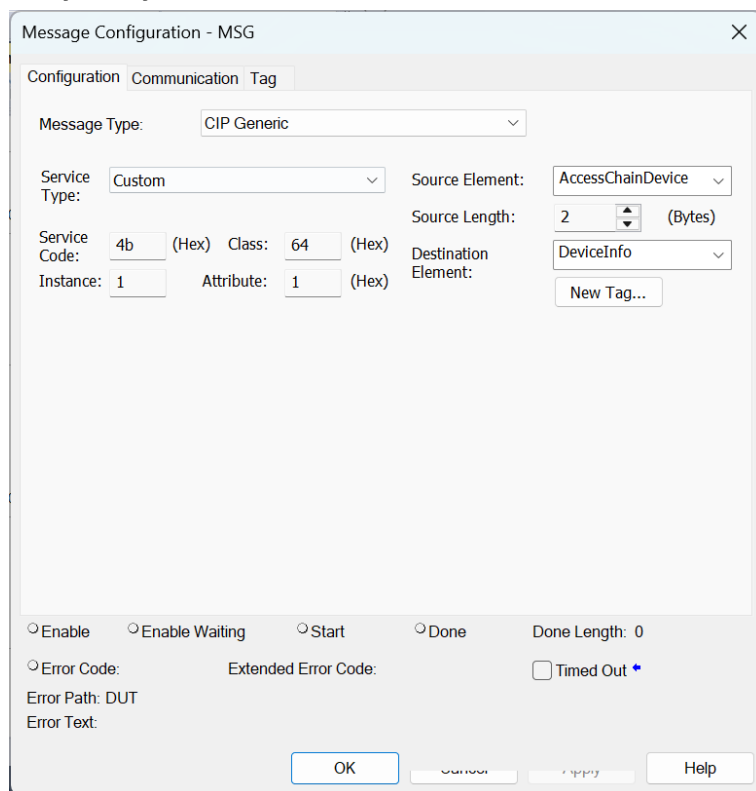 Message Configuration - MSG
Configuration Communication Tag
Message Type: CIP Generic
Service Type: Custom
Source Element: AccessChainDevice
Source Length: 2 (Bytes)
Service Code: 4b (Hex) Class: 64 (Hex)
Destination Element: DeviceInfo
Instance: 1 Attribute: 1 (Hex)
New Tag...
Enable Enable Waiting Start Done Done Length: 0
Error Code: Extended Error Code: Timed Out
Error Path: DUT
Error Text:
OK Help